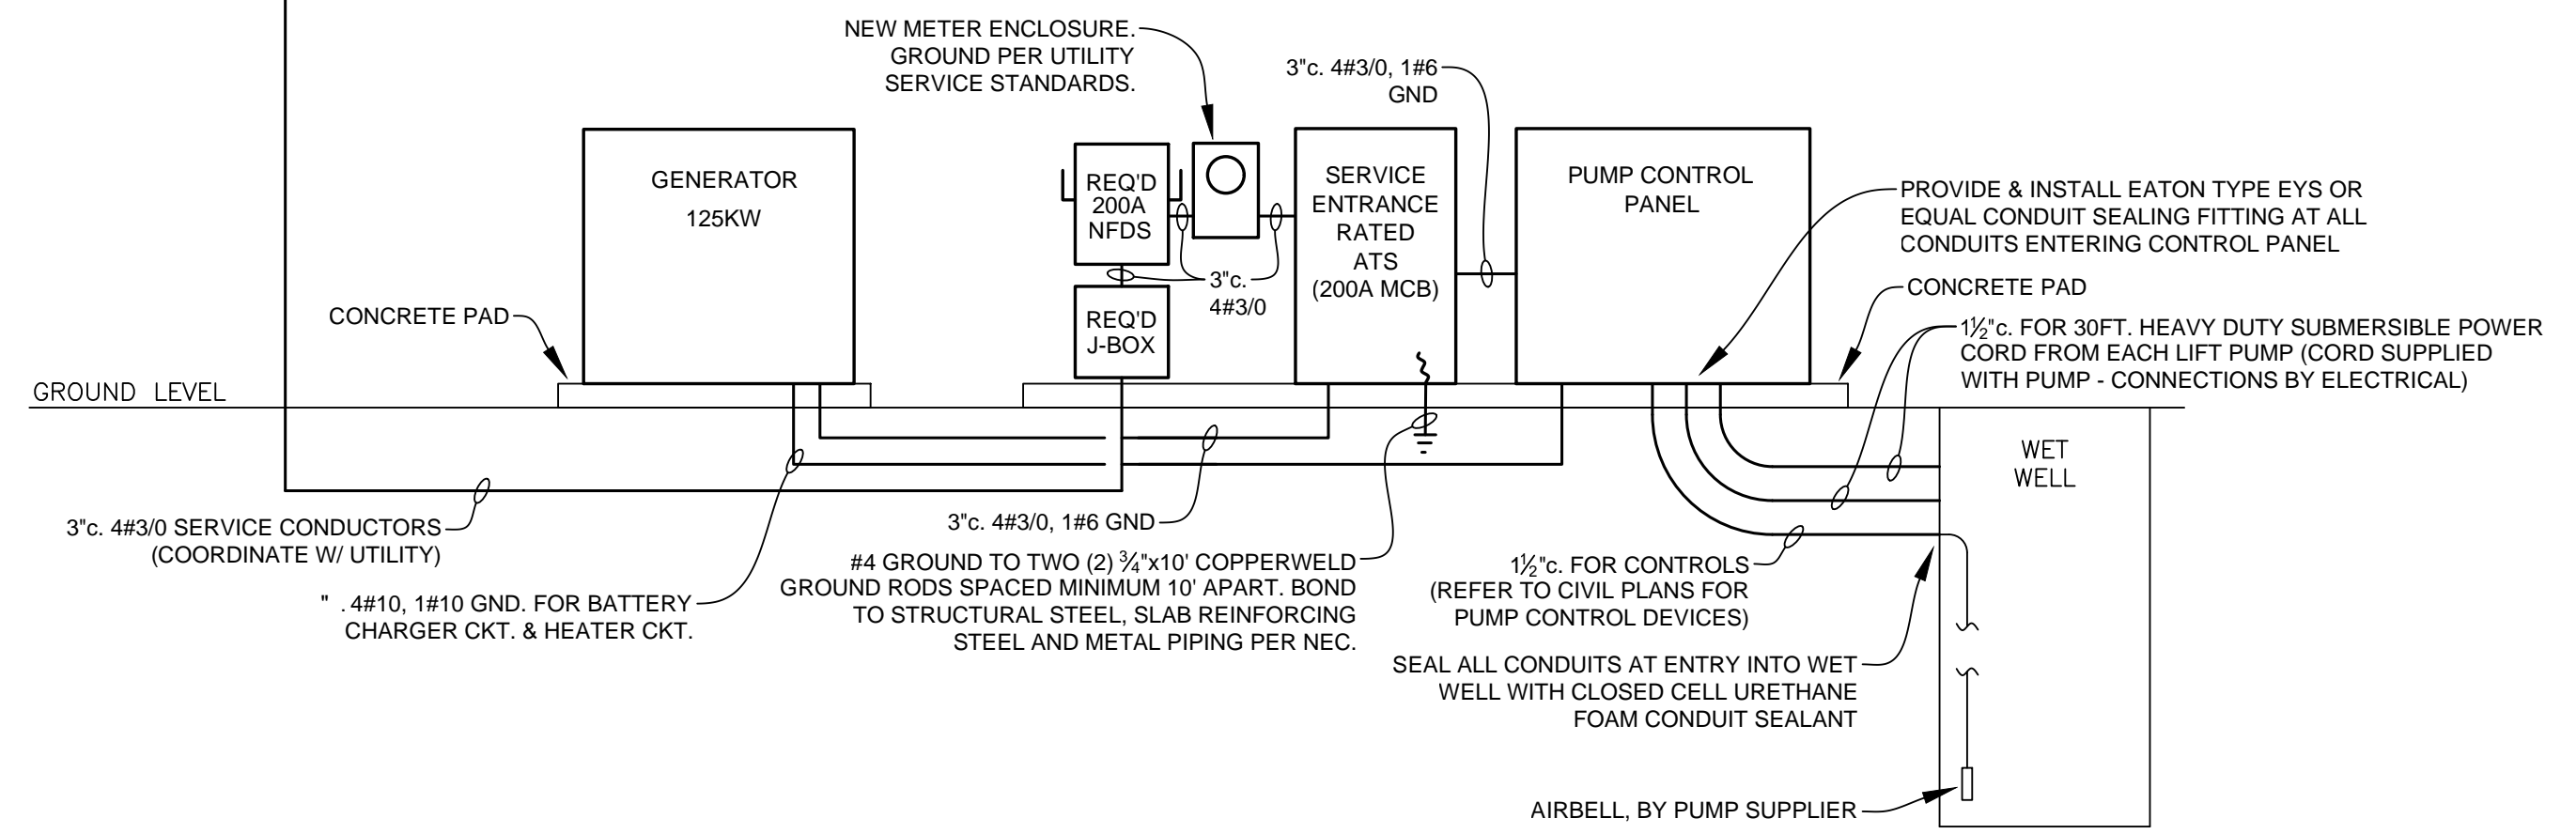 NEW METER ENCLOSURE.
GROUND PER UTILITY
SERVICE STANDARDS.
3"c. 4#3/0, 1#6
GND
GENERATOR
125KW
REQ'D
200A
NFDS
SERVICE
ENTRANCE
RATED
ATS
(200A MCB)
PUMP CONTROL
PANEL
PROVIDE & INSTALL EATON TYPE EYS OR
EQUAL CONDUIT SEALING FITTING AT ALL
CONDUITS ENTERING CONTROL PANEL
3"c.
4#3/0
CONCRETE PAD
REQ'D
J-BOX
CONCRETE PAD
1½"c. FOR 30FT. HEAVY DUTY SUBMERSIBLE POWER
CORD FROM EACH LIFT PUMP (CORD SUPPLIED
WITH PUMP - CONNECTIONS BY ELECTRICAL)
GROUND LEVEL
WET
WELL
3"c. 4#3/0 SERVICE CONDUCTORS
(COORDINATE W/ UTILITY)
3"c. 4#3/0, 1#6 GND
#4 GROUND TO TWO (2) ¾"x10' COPPERWELD
GROUND RODS SPACED MINIMUM 10' APART. BOND
TO STRUCTURAL STEEL, SLAB REINFORCING
STEEL AND METAL PIPING PER NEC.
" . 4#10, 1#10 GND. FOR BATTERY
CHARGER CKT. & HEATER CKT.
1½"c. FOR CONTROLS
(REFER TO CIVIL PLANS FOR
PUMP CONTROL DEVICES)
SEAL ALL CONDUITS AT ENTRY INTO WET
WELL WITH CLOSED CELL URETHANE
FOAM CONDUIT SEALANT
AIRBELL, BY PUMP SUPPLIER